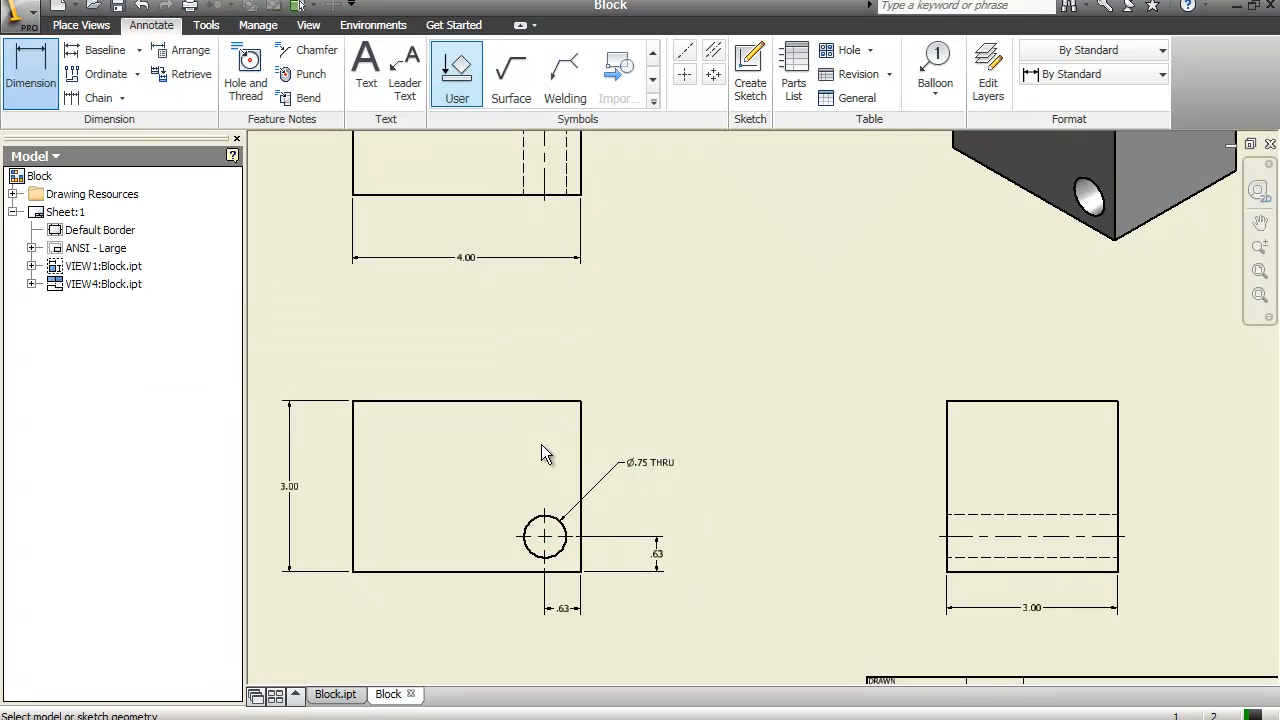 Block
Type a keyword or phrase
PRO
Place Views
Annotate
Tools
Manage
View
Environments
Get Started
Dimension
Baseline
Ordinate
Chain
Arrange
Retrieve
Dimension
Hole and
Thread
Chamfer
Punch
Bend
Feature Notes
Text
Leader
Text
Text
User
Surface
Welding
Impor...
Symbols
Create
Sketch
Sketch
Parts
List
Hole
Revision
General
Table
1
Balloon
Edit
Layers
By Standard
By Standard
Format
Model
Block
Drawing Resources
Sheet:1
Default Border
ANSI - Large
VIEW1:Block.ipt
VIEW4:Block.ipt
4.00
3.00
Ø.75 THRU
.63
.63
3.00
2D
DRAWN
Block.ipt
Block
Select model or sketch geometry
1
2